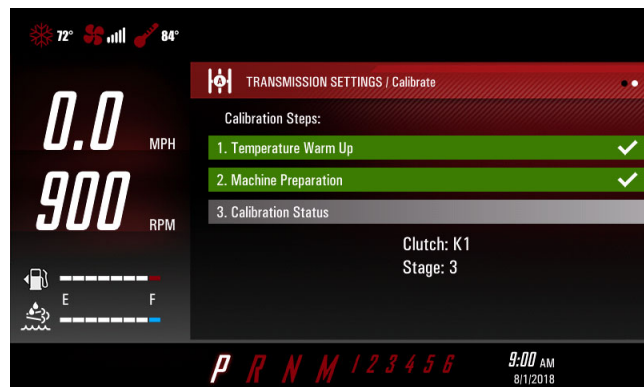 72° 84°
TRANSMISSION SETTINGS / Calibrate
0.0 MPH
900 RPM
E F
Calibration Steps:
1. Temperature Warm Up
2. Machine Preparation
3. Calibration Status
Clutch: K1
Stage: 3
P R N M 1 2 3 4 5 6
9:00 AM
8/1/2018